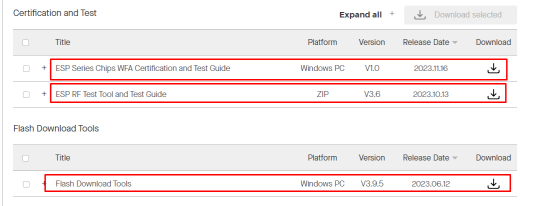 Certification and Test
Expand all +
Download selected
Title Platform Version Release Date Download
+ ESP Series Chips WFA Certification and Test Guide Windows PC V1.0 2023.11.16
+ ESP RF Test Tool and Test Guide ZIP V3.6 2023.10.13
Flash Download Tools
Title Platform Version Release Date Download
+ Flash Download Tools Windows PC V3.9.5 2023.06.12